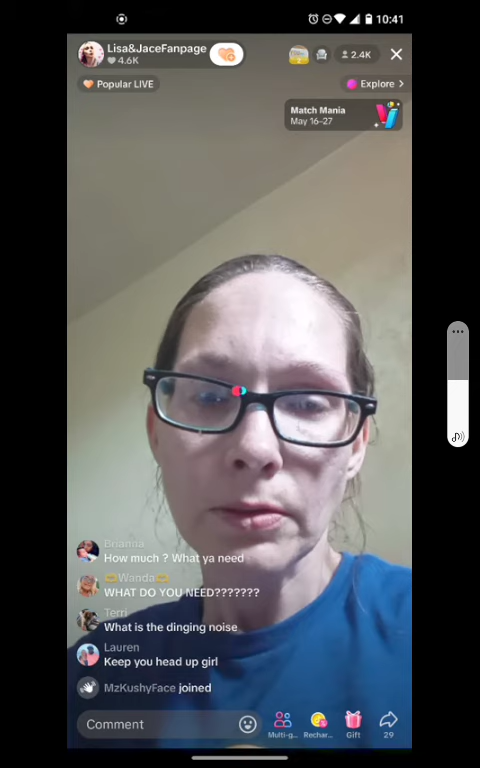 10:41
Lisa&JaceFanpage
4.6K
2.4K
Popular LIVE
Explore >
Match Mania
May 16–27
Brianna
How much ? What ya need
Wanda
WHAT DO YOU NEED???????
Terri
What is the dinging noise
Lauren
Keep you head up girl
MzKushyFace joined
Comment
Multi-g...
Rechar...
Gift
29